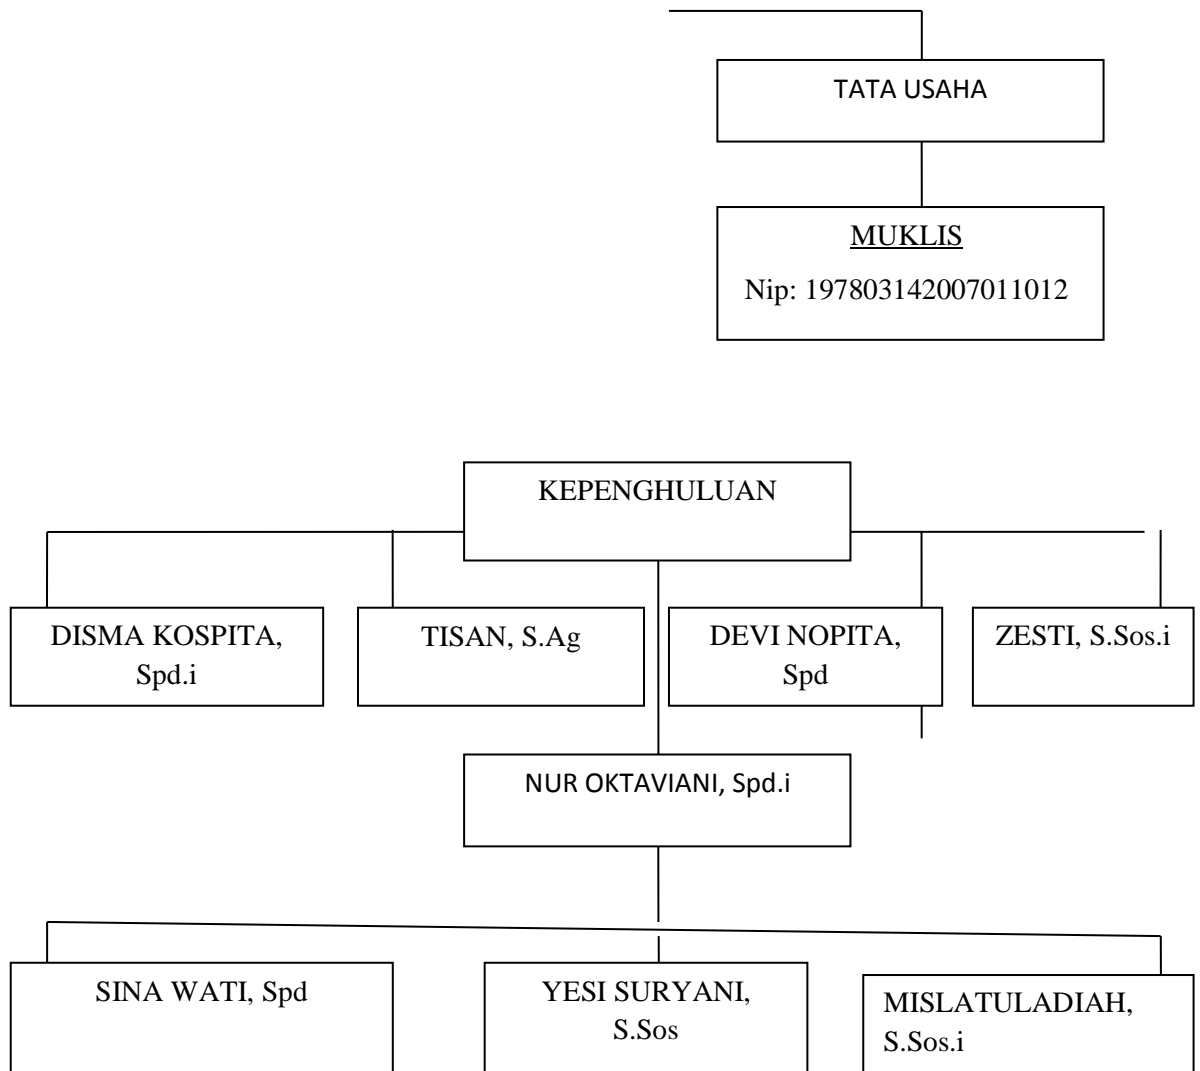 TATA USAHA
MUKLIS
Nip: 197803142007011012
KEPENGHULUAN
DISMA KOSPITA,
Spd.i
TISAN, S.Ag
DEVI NOPITA,
Spd
ZESTI, S.Sos.i
NUR OKTAVIANI, Spd.i
SINA WATI, Spd
YESI SURYANI,
S.Sos
MISLATULADIAH,
S.Sos.i